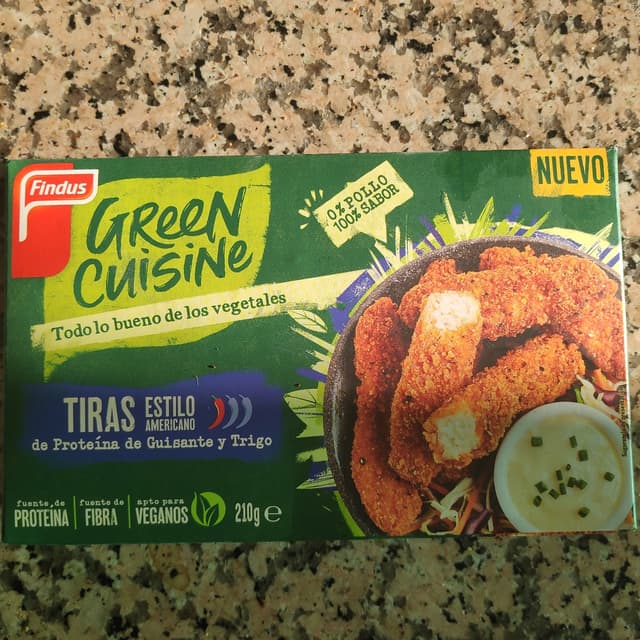 Findus
GREEN
CUISINE
Todo lo bueno de los vegetales
0% POLLO
100% SABOR
NUEVO
TIRAS
ESTILO
AMERICANO
de Proteína de Guisante y Trigo
fuente de
PROTEINA
fuente de
FIBRA
apto para
VEGANOS
210g e